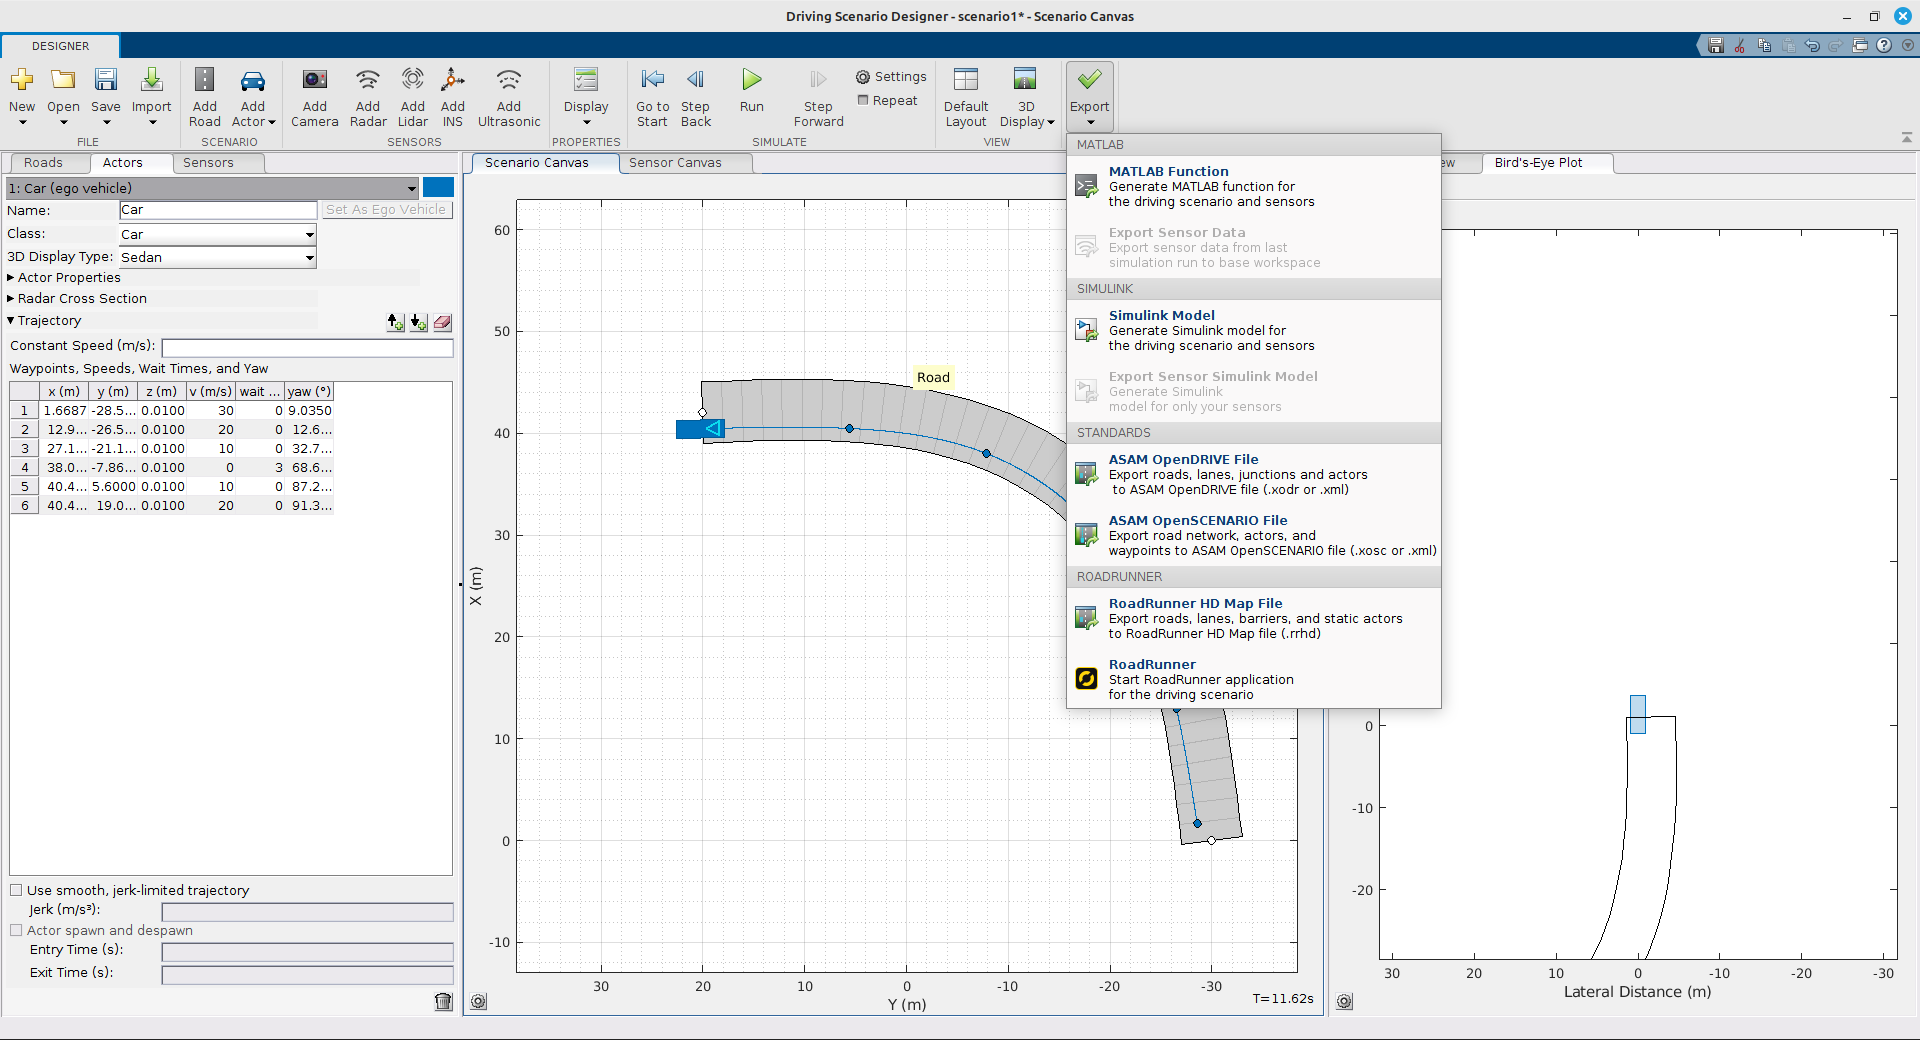 Driving Scenario Designer - scenario1* - Scenario Canvas
DESIGNER
New
Open
Save
Import
Add Road
Add Actor
Add Camera
Add Radar
Add Lidar
Add INS
Add Ultrasonic
Display
Go to Start
Step Back
Run
Step Forward
Settings
Repeat
Default Layout
3D Display
Export
FILE
SCENARIO
SENSORS
PROPERTIES
SIMULATE
VIEW
Roads
Actors
Sensors
1: Car (ego vehicle)
Name:
Car
Set As Ego Vehicle
Class:
Car
3D Display Type:
Sedan
Actor Properties
Radar Cross Section
Trajectory
Constant Speed (m/s):
Waypoints, Speeds, Wait Times, and Yaw
x (m) y (m) z (m) v (m/s) wait ... yaw (°)
1 1.6687 -28.5... 0.0100 30 0 9.0350
2 12.9... -26.5... 0.0100 20 0 12.6...
3 27.1... -21.1... 0.0100 10 0 32.7...
4 38.0... -7.86... 0.0100 0 3 68.6...
5 40.4... 5.6000 0.0100 10 0 87.2...
6 40.4... 19.0... 0.0100 20 0 91.3...
Use smooth, jerk-limited trajectory
Jerk (m/s³):
Actor spawn and despawn
Entry Time (s):
Exit Time (s):
Scenario Canvas
Sensor Canvas
60
50
40
30
20
10
0
-10
X (m)
Road
30 20 10 0 -10 -20 -30
Y (m)
T=11.62s
MATLAB
MATLAB Function
Generate MATLAB function for
the driving scenario and sensors
Export Sensor Data
Export sensor data from last
simulation run to base workspace
SIMULINK
Simulink Model
Generate Simulink model for
the driving scenario and sensors
Export Sensor Simulink Model
Generate Simulink
model for only your sensors
STANDARDS
ASAM OpenDRIVE File
Export roads, lanes, junctions and actors
to ASAM OpenDRIVE file (.xodr or .xml)
ASAM OpenSCENARIO File
Export road network, actors, and
waypoints to ASAM OpenSCENARIO file (.xosc or .xml)
ROADRUNNER
RoadRunner HD Map File
Export roads, lanes, barriers, and static actors
to RoadRunner HD Map file (.rrhd)
RoadRunner
Start RoadRunner application
for the driving scenario
ew
Bird's-Eye Plot
0
-10
-20
30 20 10 0 -10 -20 -30
Lateral Distance (m)